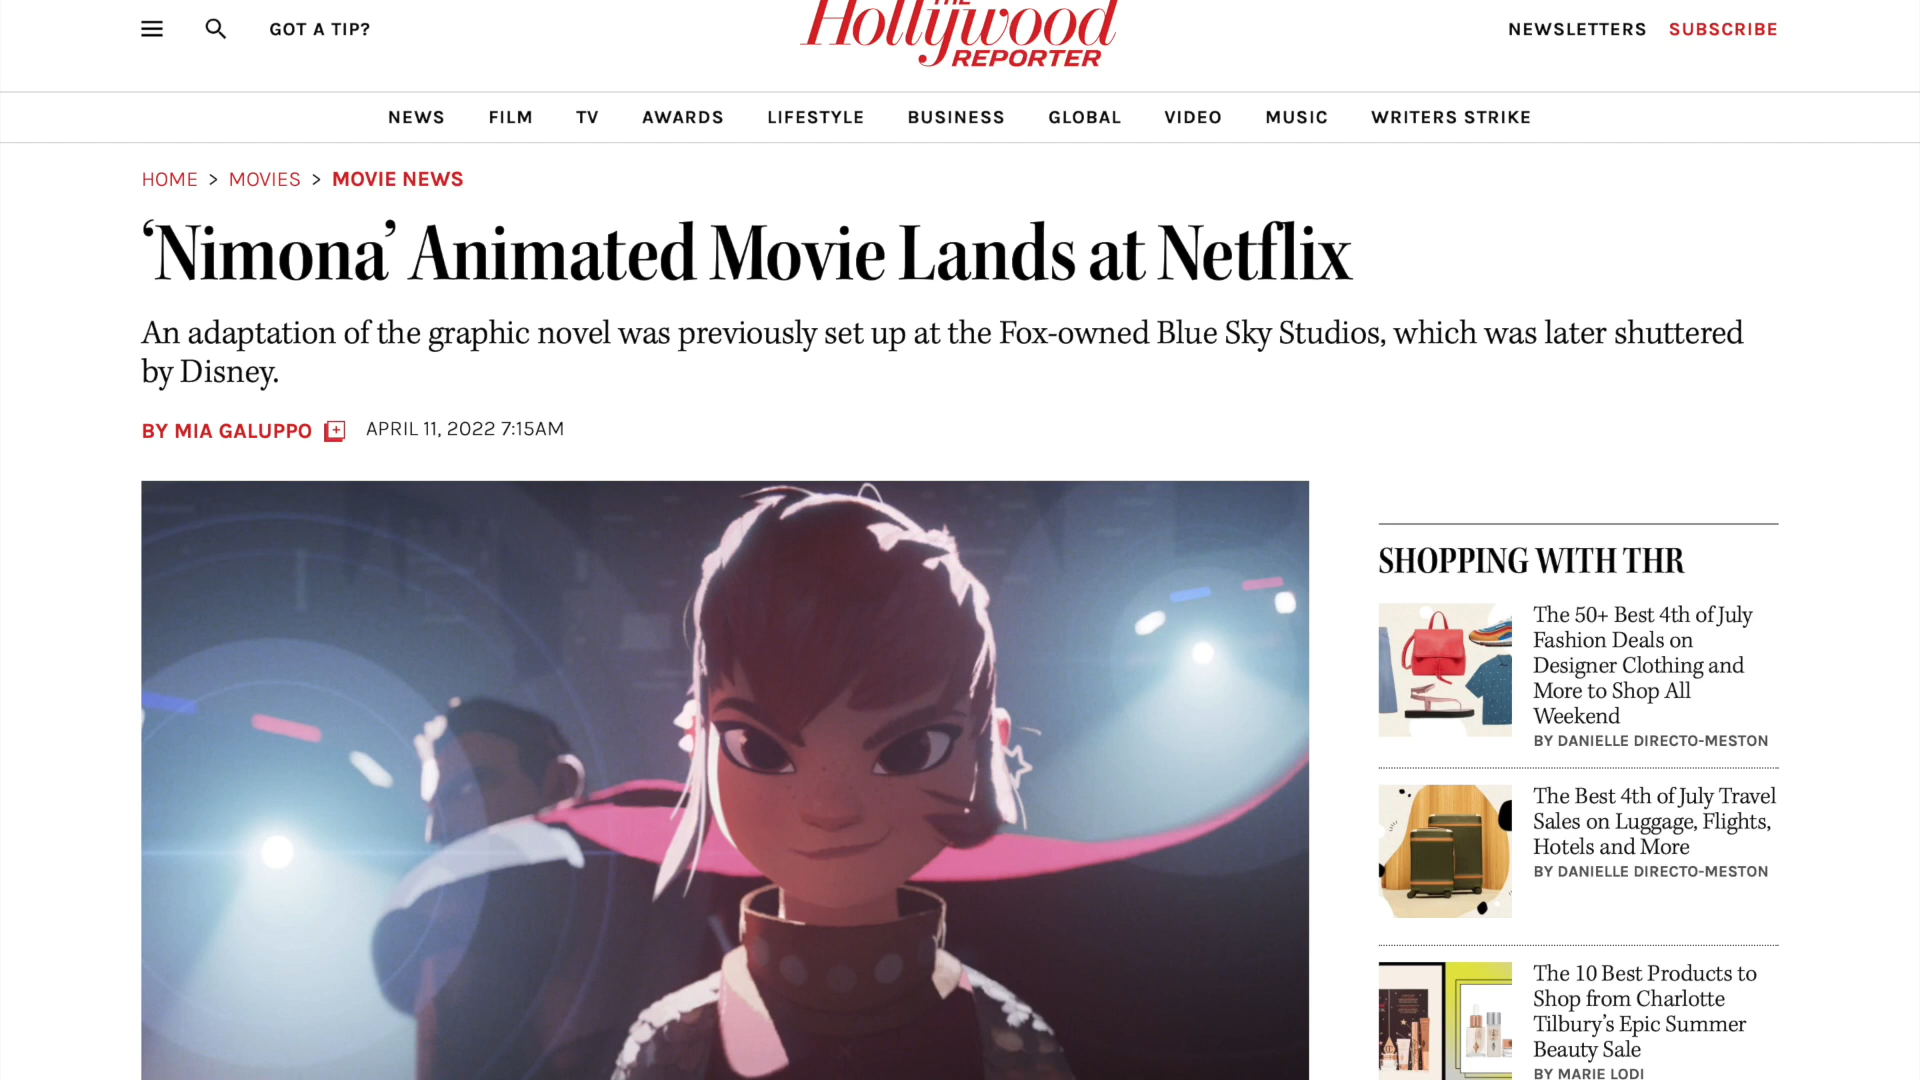 GOT A TIP?
THE
Hollywood
REPORTER
NEWSLETTERS SUBSCRIBE
NEWS FILM TV AWARDS LIFESTYLE BUSINESS GLOBAL VIDEO MUSIC WRITERS STRIKE
HOME > MOVIES > MOVIE NEWS
‘Nimona’ Animated Movie Lands at Netflix
An adaptation of the graphic novel was previously set up at the Fox-owned Blue Sky Studios, which was later shuttered
by Disney.
BY MIA GALUPPO APRIL 11, 2022 7:15AM
SHOPPING WITH THR
The 50+ Best 4th of July
Fashion Deals on
Designer Clothing and
More to Shop All
Weekend
BY DANIELLE DIRECTO-MESTON
The Best 4th of July Travel
Sales on Luggage, Flights,
Hotels and More
BY DANIELLE DIRECTO-MESTON
The 10 Best Products to
Shop from Charlotte
Tilbury’s Epic Summer
Beauty Sale
BY MARIE LODI